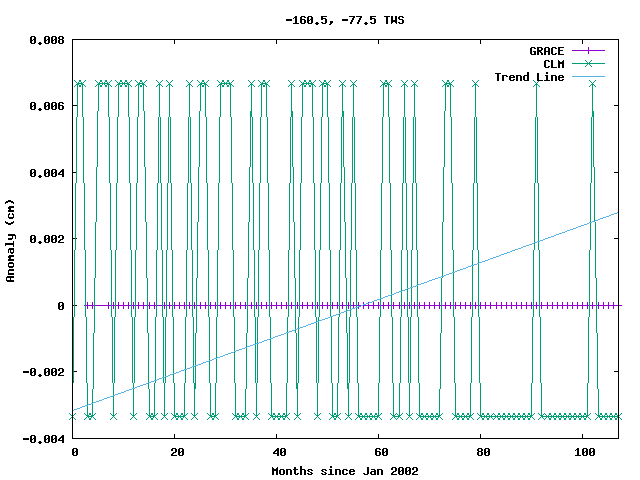 -160.5, -77.5 TWS
GRACE
CLM
Trend Line
0.008
0.006
0.004
0.002
0
-0.002
-0.004
Anomaly (cm)
0 20 40 60 80 100
Months since Jan 2002